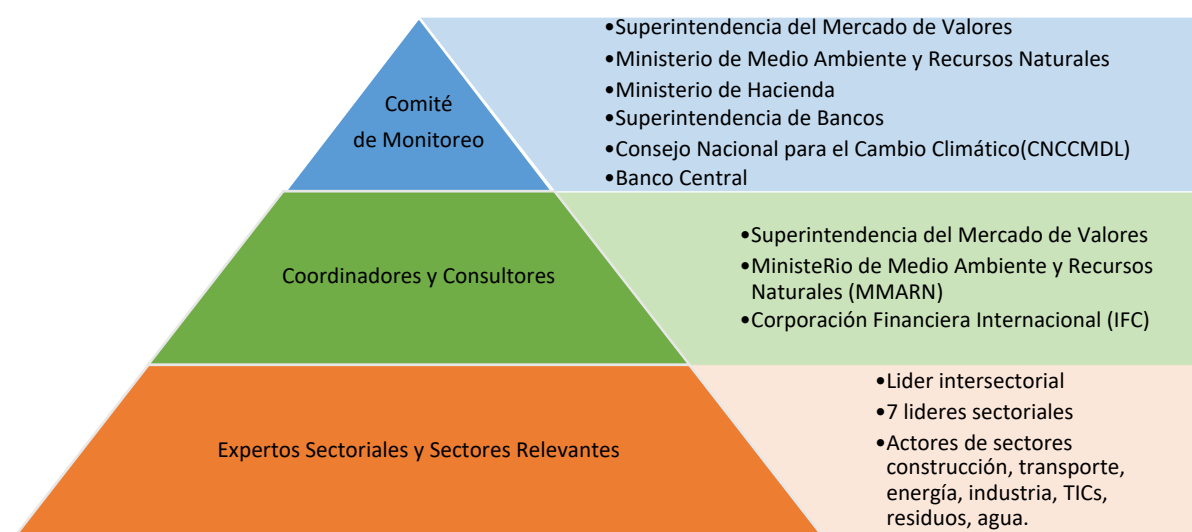 Comité
de Monitoreo
•Superintendencia del Mercado de Valores
•Ministerio de Medio Ambiente y Recursos Naturales
•Ministerio de Hacienda
•Superintendencia de Bancos
•Consejo Nacional para el Cambio Climático(CNCCMDL)
•Banco Central
Coordinadores y Consultores
•Superintendencia del Mercado de Valores
•MinisteRio de Medio Ambiente y Recursos
Naturales (MMARN)
•Corporación Financiera Internacional (IFC)
Expertos Sectoriales y Sectores Relevantes
•Lider intersectorial
•7 lideres sectoriales
•Actores de sectores
construcción, transporte,
energía, industria, TICs,
residuos, agua.